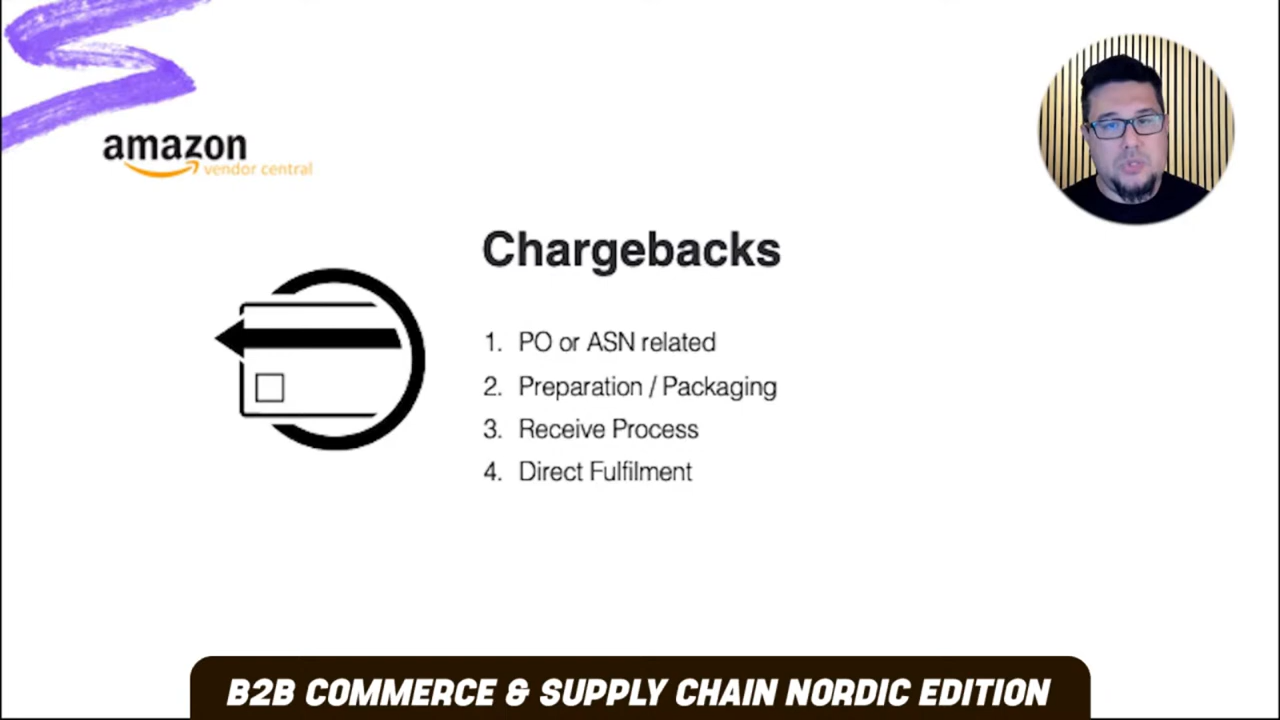 amazon
vendor central
Chargebacks
1. PO or ASN related
2. Preparation / Packaging
3. Receive Process
4. Direct Fulfilment
B2B COMMERCE & SUPPLY CHAIN NORDIC EDITION